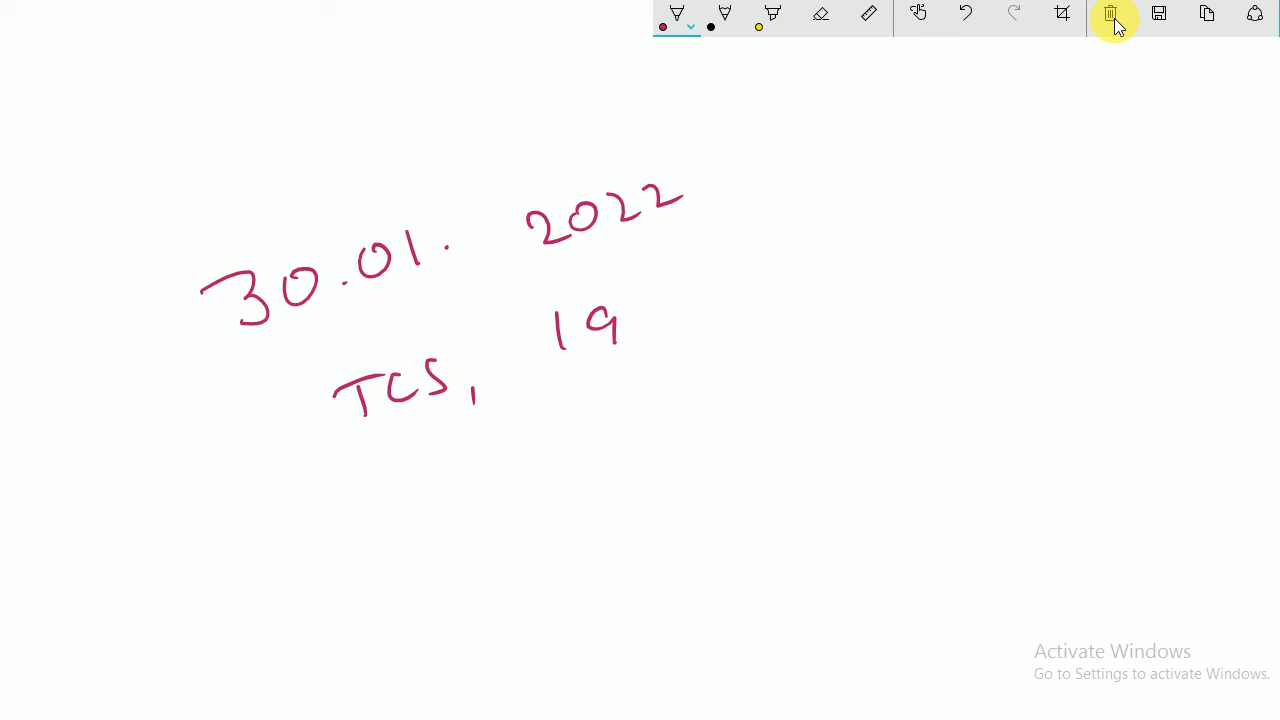 30.01. 2022
19
TCS,
Activate Windows
Go to Settings to activate Windows.